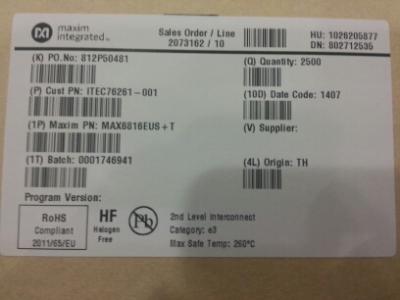 maxim
integrated™
Sales Order / Line
2073162 / 10
HU: 1026205877
DN: 802712535
(K) PO.No: 812P50481
(Q) Quantity: 2500
(P) Cust PN: ITEC76261-001
(10D) Date Code: 1407
(1P) Maxim PN: MAX6816EUS+T
(V) Supplier:
(1T) Batch: 0001746941
(4L) Origin: TH
Program Version:
RoHS
Compliant
2011/65/EU
HF
Halogen
Free
Pb
2nd Level Interconnect
Category: e3
Max Safe Temp: 260°C